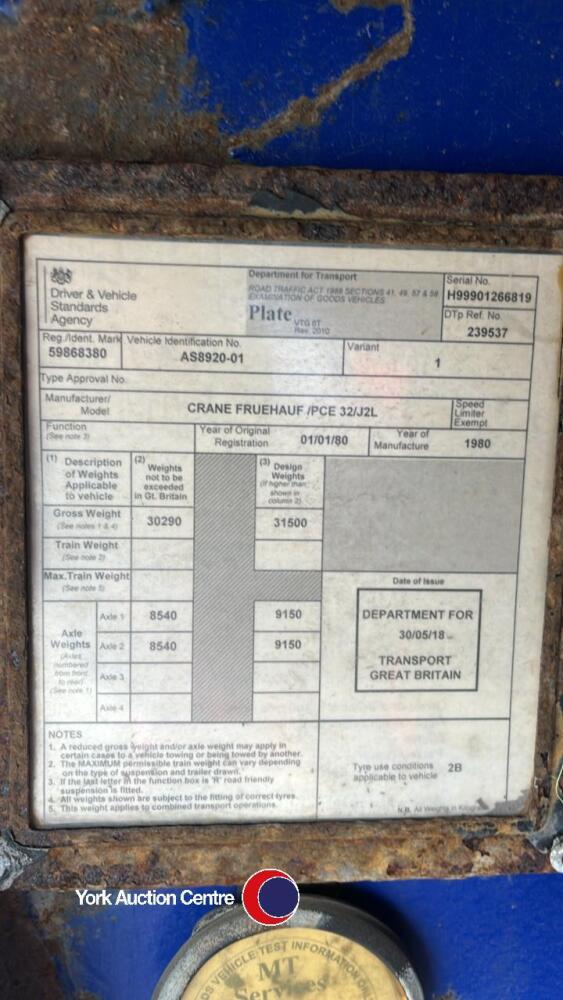 Driver & Vehicle
Standards
Agency
Department for Transport
ROAD TRAFFIC ACT 1988 SECTIONS 41, 49, 57 & 58
EXAMINATION OF GOODS VEHICLES
Plate
VTG 6T
Rev. 2010
Serial No.
H99901266819
DTp Ref. No.
239537
Reg./Ident. Mark
59868380
Vehicle Identification No.
AS8920-01
Variant
1
Type Approval No.
Manufacturer/
Model
CRANE FRUEHAUF /PCE 32/J2L
Speed
Limiter
Exempt
Function
(See note 3)
Year of Original
Registration
01/01/80
Year of
Manufacture
1980
(1) Description
of Weights
Applicable
to vehicle
(2)
Weights
not to be
exceeded
in Gt. Britain
(3)
Design
Weights
(if higher than
shown in
column 2)
Gross Weight
(See notes 1 & 4)
30290
31500
Train Weight
(See note 2)
Max.Train Weight
(See note 5)
Axle
Weights
(Axles
numbered
from front
to rear)
(See note 1)
Axle 1
8540
9150
Axle 2
8540
9150
Axle 3
Axle 4
Date of Issue
DEPARTMENT FOR
30/05/18
TRANSPORT
GREAT BRITAIN
NOTES
1. A reduced gross weight and/or axle weight may apply in
certain cases to a vehicle towing or being towed by another.
2. The MAXIMUM permissible train weight can vary depending
on the type of suspension and trailer drawn.
3. If the last letter in the function box is 'R' road friendly
suspension is fitted.
4. All weights shown are subject to the fitting of correct tyres.
5. This weight applies to combined transport operations.
Tyre use conditions
applicable to vehicle
2B
N.B. All Weights in
York Auction Centre
VEHICLE TEST INFORMATION
MT
Services